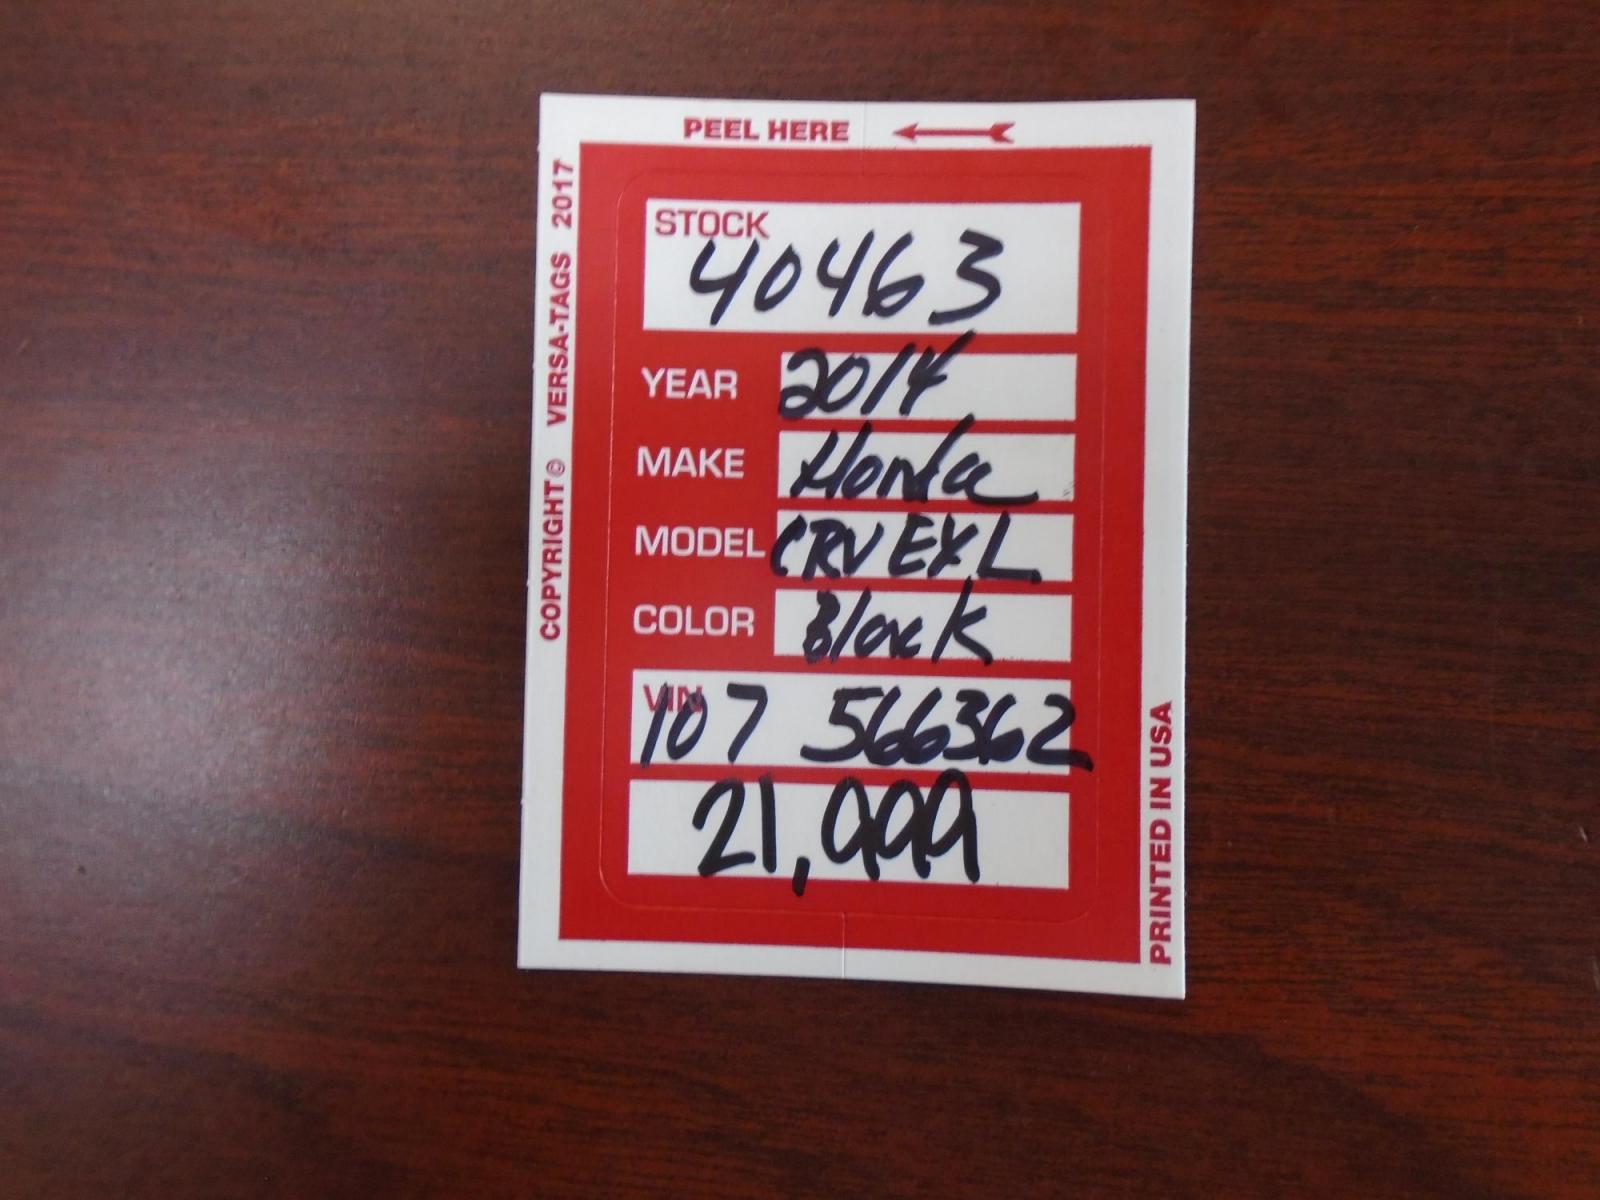 PEEL HERE
COPYRIGHT © VERSA-TAGS 2017
STOCK
40463
YEAR 2014
MAKE Honda
MODEL CRV EXL
COLOR Black
VIN
107 566362
21,999
PRINTED IN USA